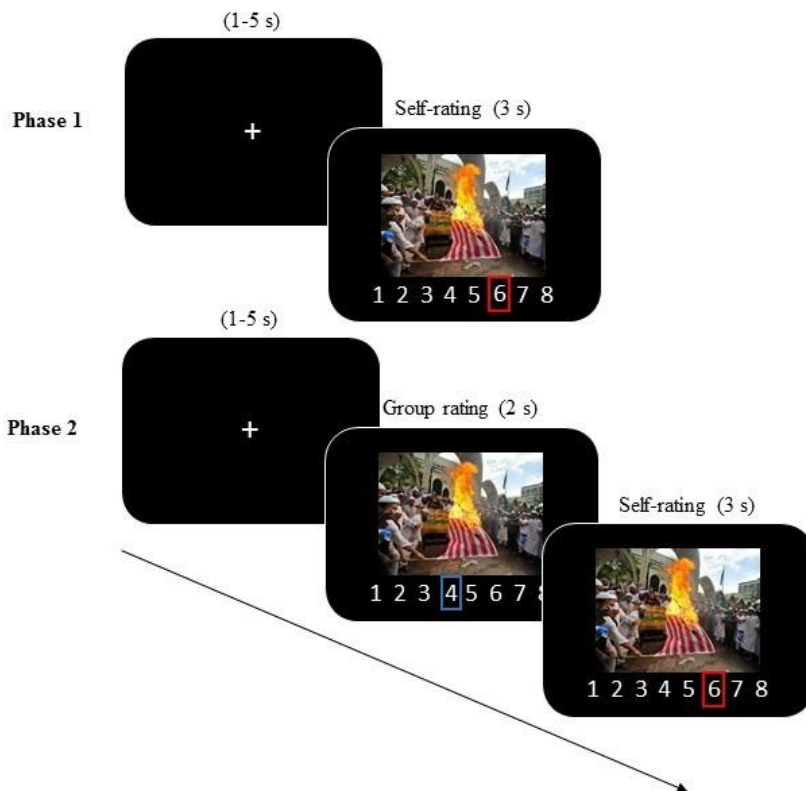 (1-5 s)
Phase 1
+
Self-rating (3 s)
1 2 3 4 5 6 7 8
(1-5 s)
Phase 2
+
Group rating (2 s)
1 2 3 4 5 6 7 8
Self-rating (3 s)
1 2 3 4 5 6 7 8